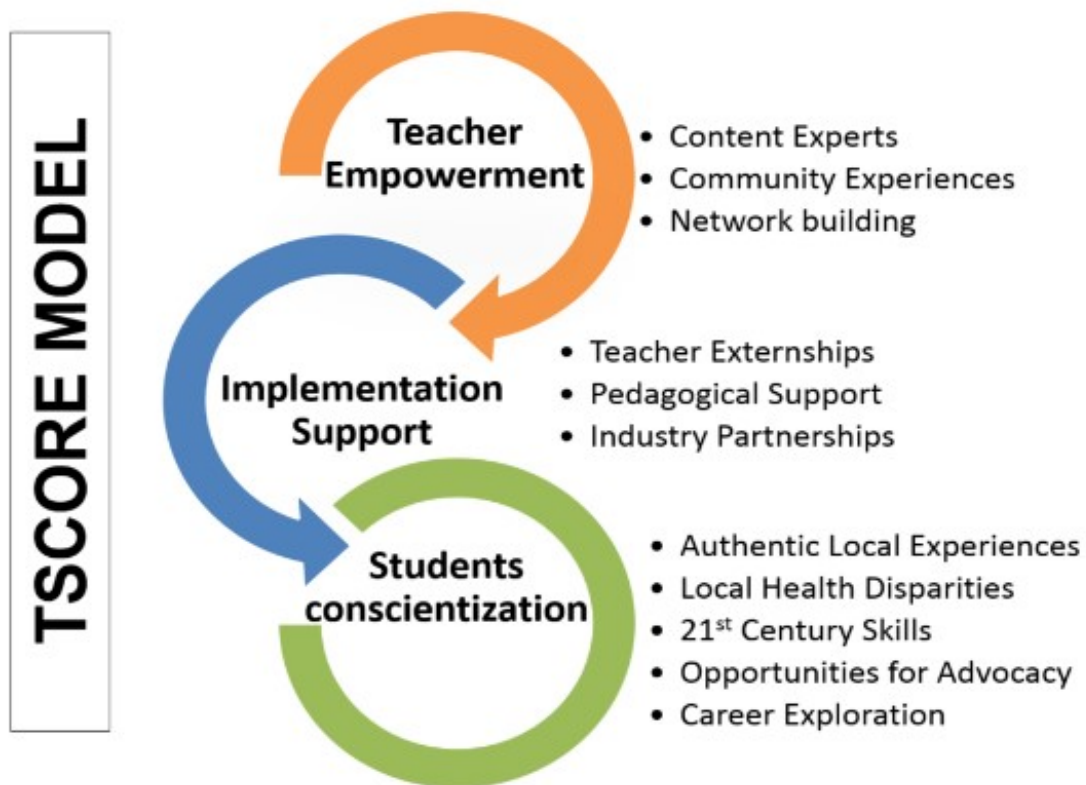 TSCORE MODEL
Teacher
Empowerment
• Content Experts
• Community Experiences
• Network building
Implementation
Support
• Teacher Externships
• Pedagogical Support
• Industry Partnerships
Students
conscientization
• Authentic Local Experiences
• Local Health Disparities
• 21st Century Skills
• Opportunities for Advocacy
• Career Exploration